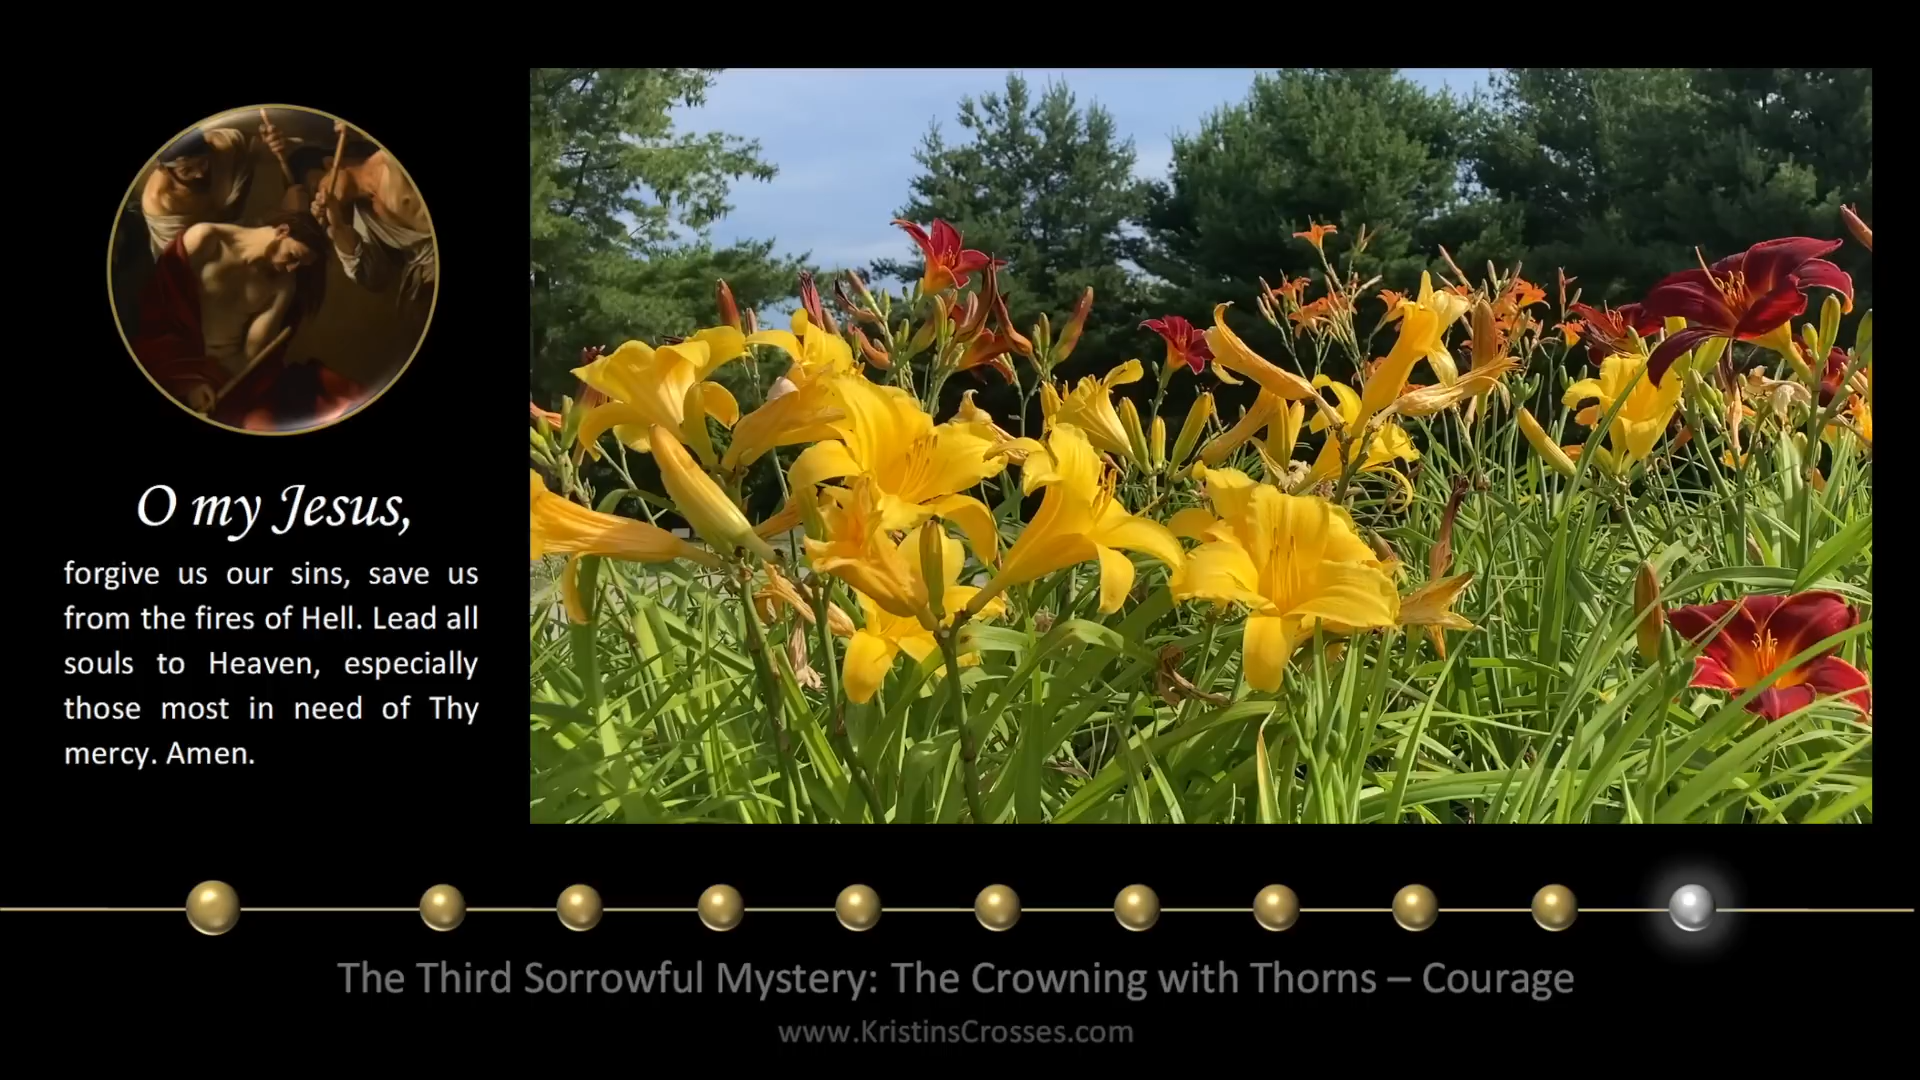 O my Jesus,
forgive us our sins, save us
from the fires of Hell. Lead all
souls to Heaven, especially
those most in need of Thy
mercy. Amen.
The Third Sorrowful Mystery: The Crowning with Thorns – Courage
www.KristinsCrosses.com